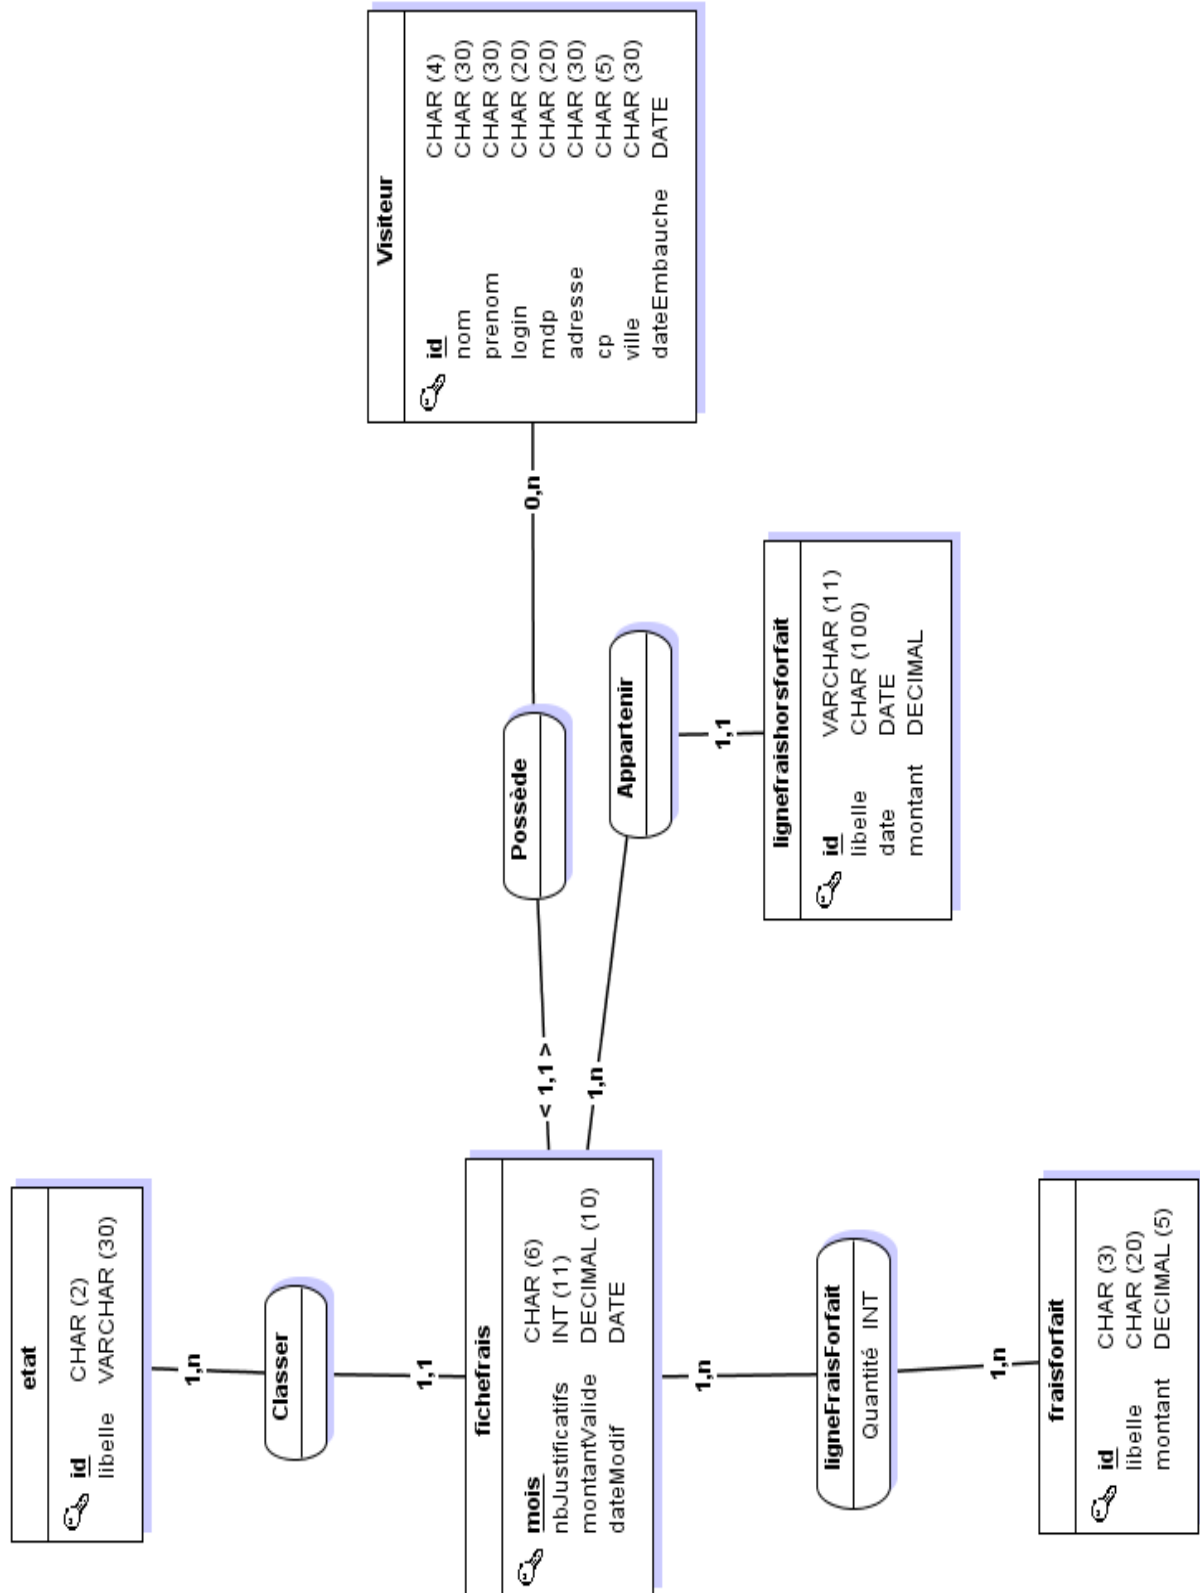 etat
id CHAR (2)
libelle VARCHAR (30)
1,n
Classer
1,1
fichefrais
mois CHAR (6)
nbJustificatifs INT (11)
montantValide DECIMAL (10)
dateModif DATE
< 1,1 >
Possède
0,n
Visiteur
id CHAR (4)
nom CHAR (30)
prenom CHAR (30)
login CHAR (20)
mdp CHAR (20)
adresse CHAR (30)
cp CHAR (5)
ville CHAR (30)
dateEmbauche DATE
1,n
Appartenir
1,1
lignefraishorsforfait
id VARCHAR (11)
libelle CHAR (100)
date DATE
montant DECIMAL
1,n
ligneFraisForfait
Quantité INT
1,n
fraisforfait
id CHAR (3)
libelle CHAR (20)
montant DECIMAL (5)